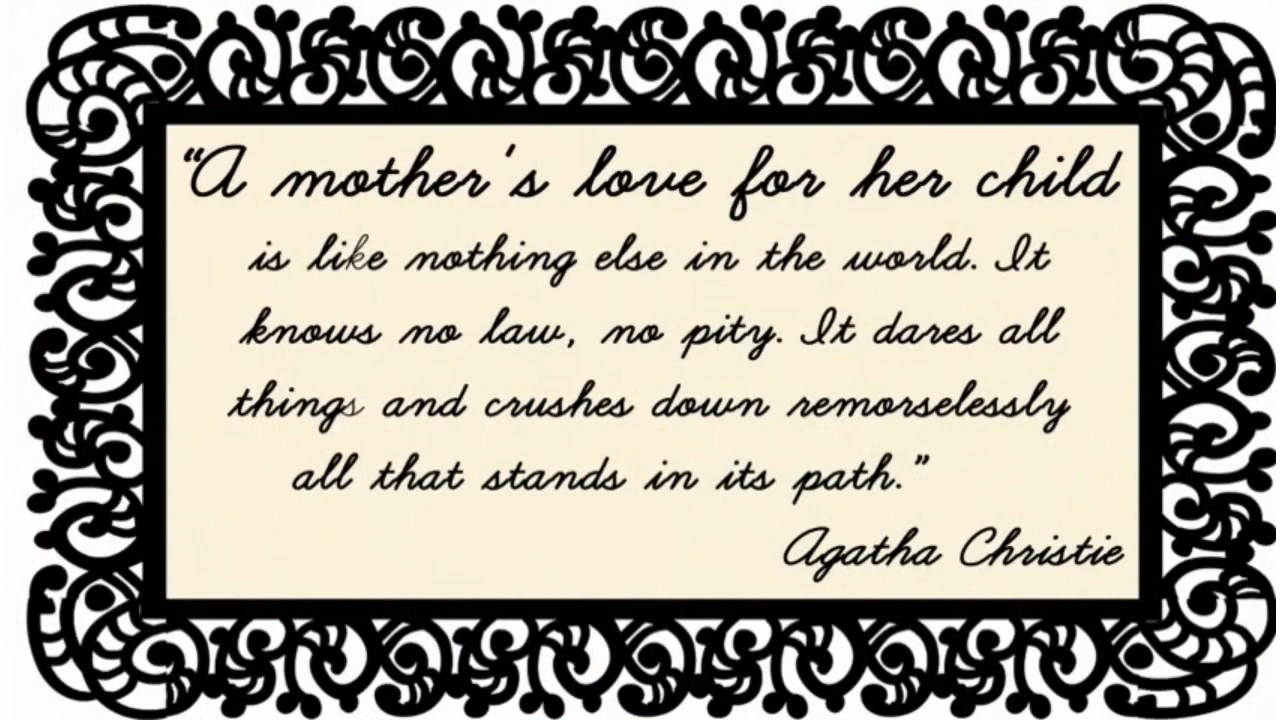 “A mother's love for her child
is like nothing else in the world. It
knows no law, no pity. It dares all
things and crushes down remorselessly
all that stands in its path.”
Agatha Christie